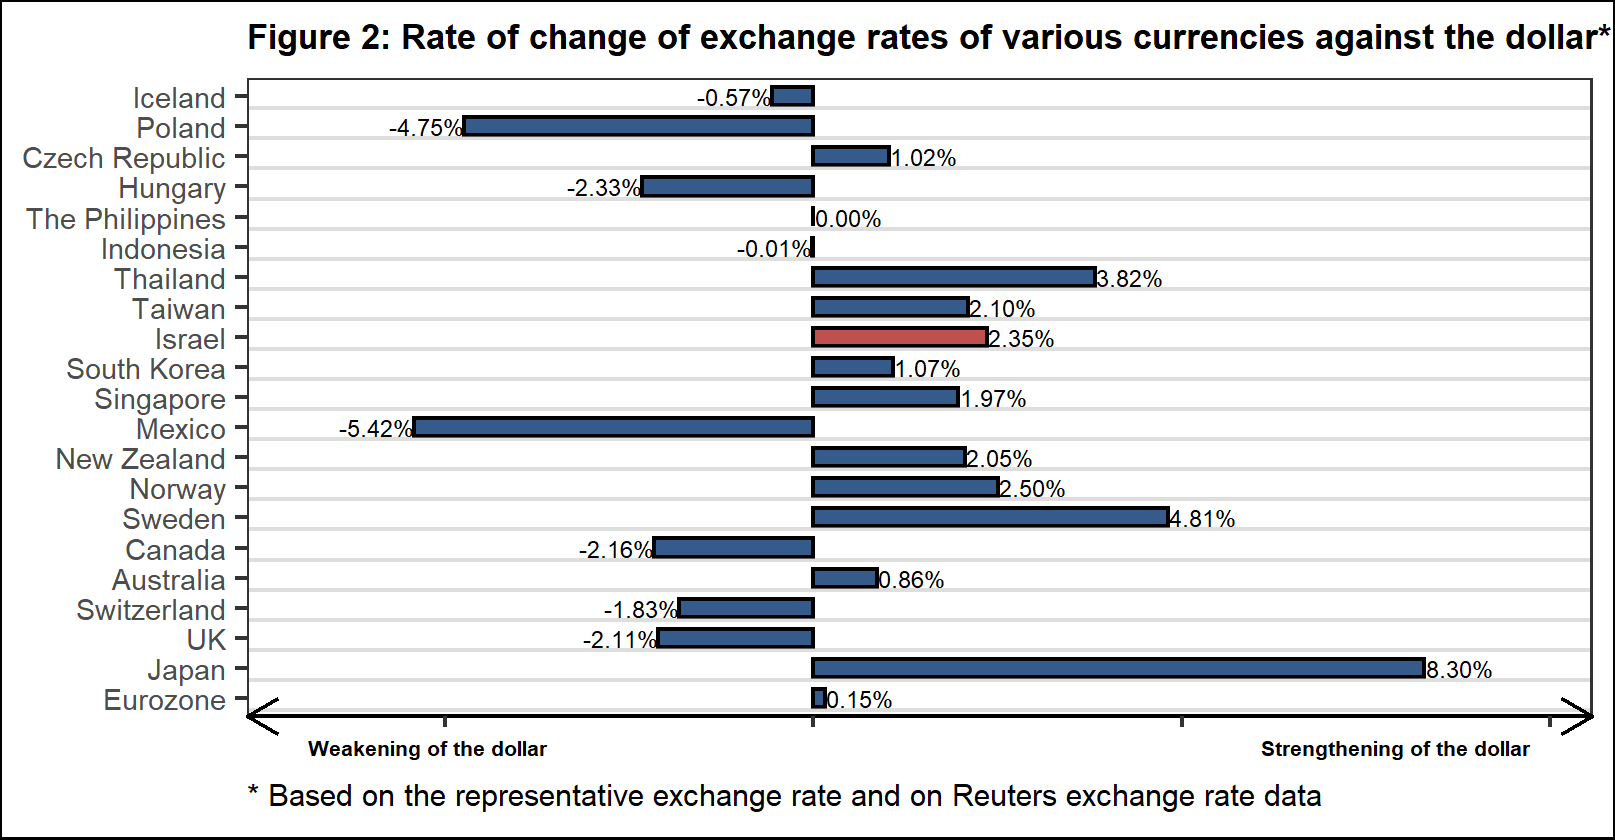 Figure 2: Rate of change of exchange rates of various currencies against the dollar*
Iceland -0.57%
Poland -4.75%
Czech Republic 1.02%
Hungary -2.33%
The Philippines 0.00%
Indonesia -0.01%
Thailand 3.82%
Taiwan 2.10%
Israel 2.35%
South Korea 1.07%
Singapore 1.97%
Mexico -5.42%
New Zealand 2.05%
Norway 2.50%
Sweden 4.81%
Canada -2.16%
Australia 0.86%
Switzerland -1.83%
UK -2.11%
Japan 8.30%
Eurozone 0.15%
Weakening of the dollar Strengthening of the dollar
* Based on the representative exchange rate and on Reuters exchange rate data